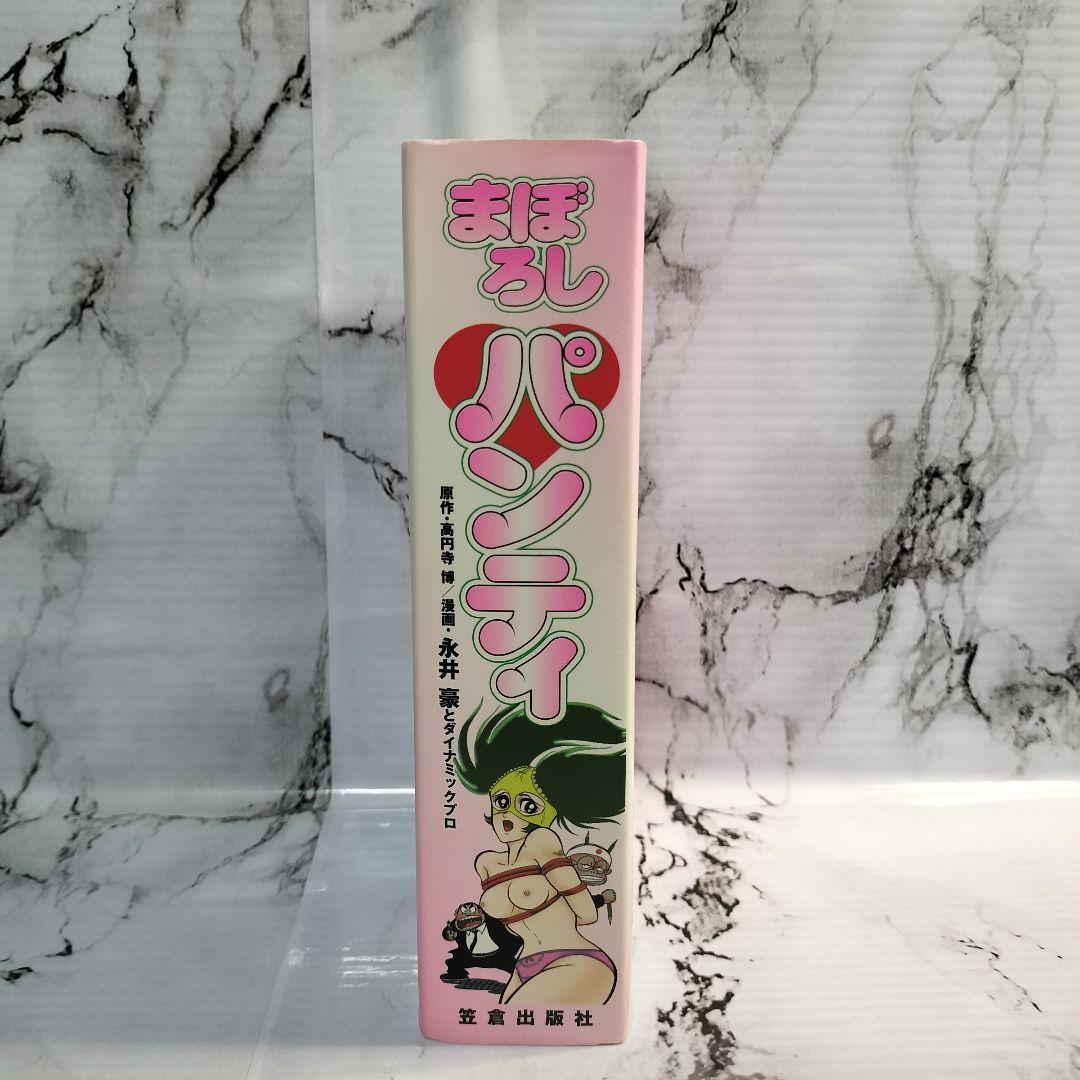 まぼ
ろし
パンティ
原作・高円寺 博／漫画・永井 豪とダイナミックプロ
笠倉出版社